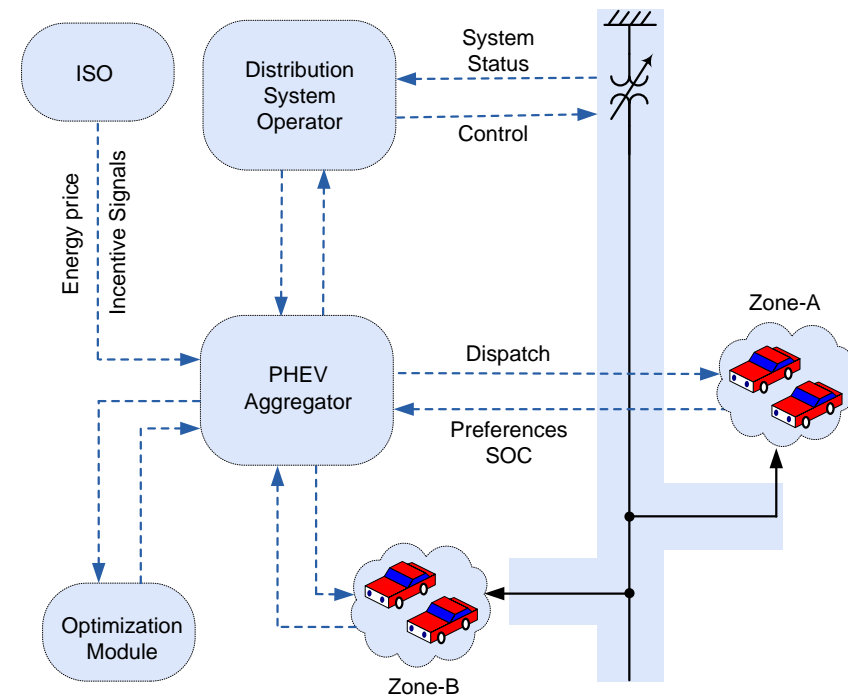 ISO
Distribution
System
Operator
System
Status
Control
Energy price
Incentive Signals
Zone-A
PHEV
Aggregator
Dispatch
Preferences
SOC
Optimization
Module
Zone-B